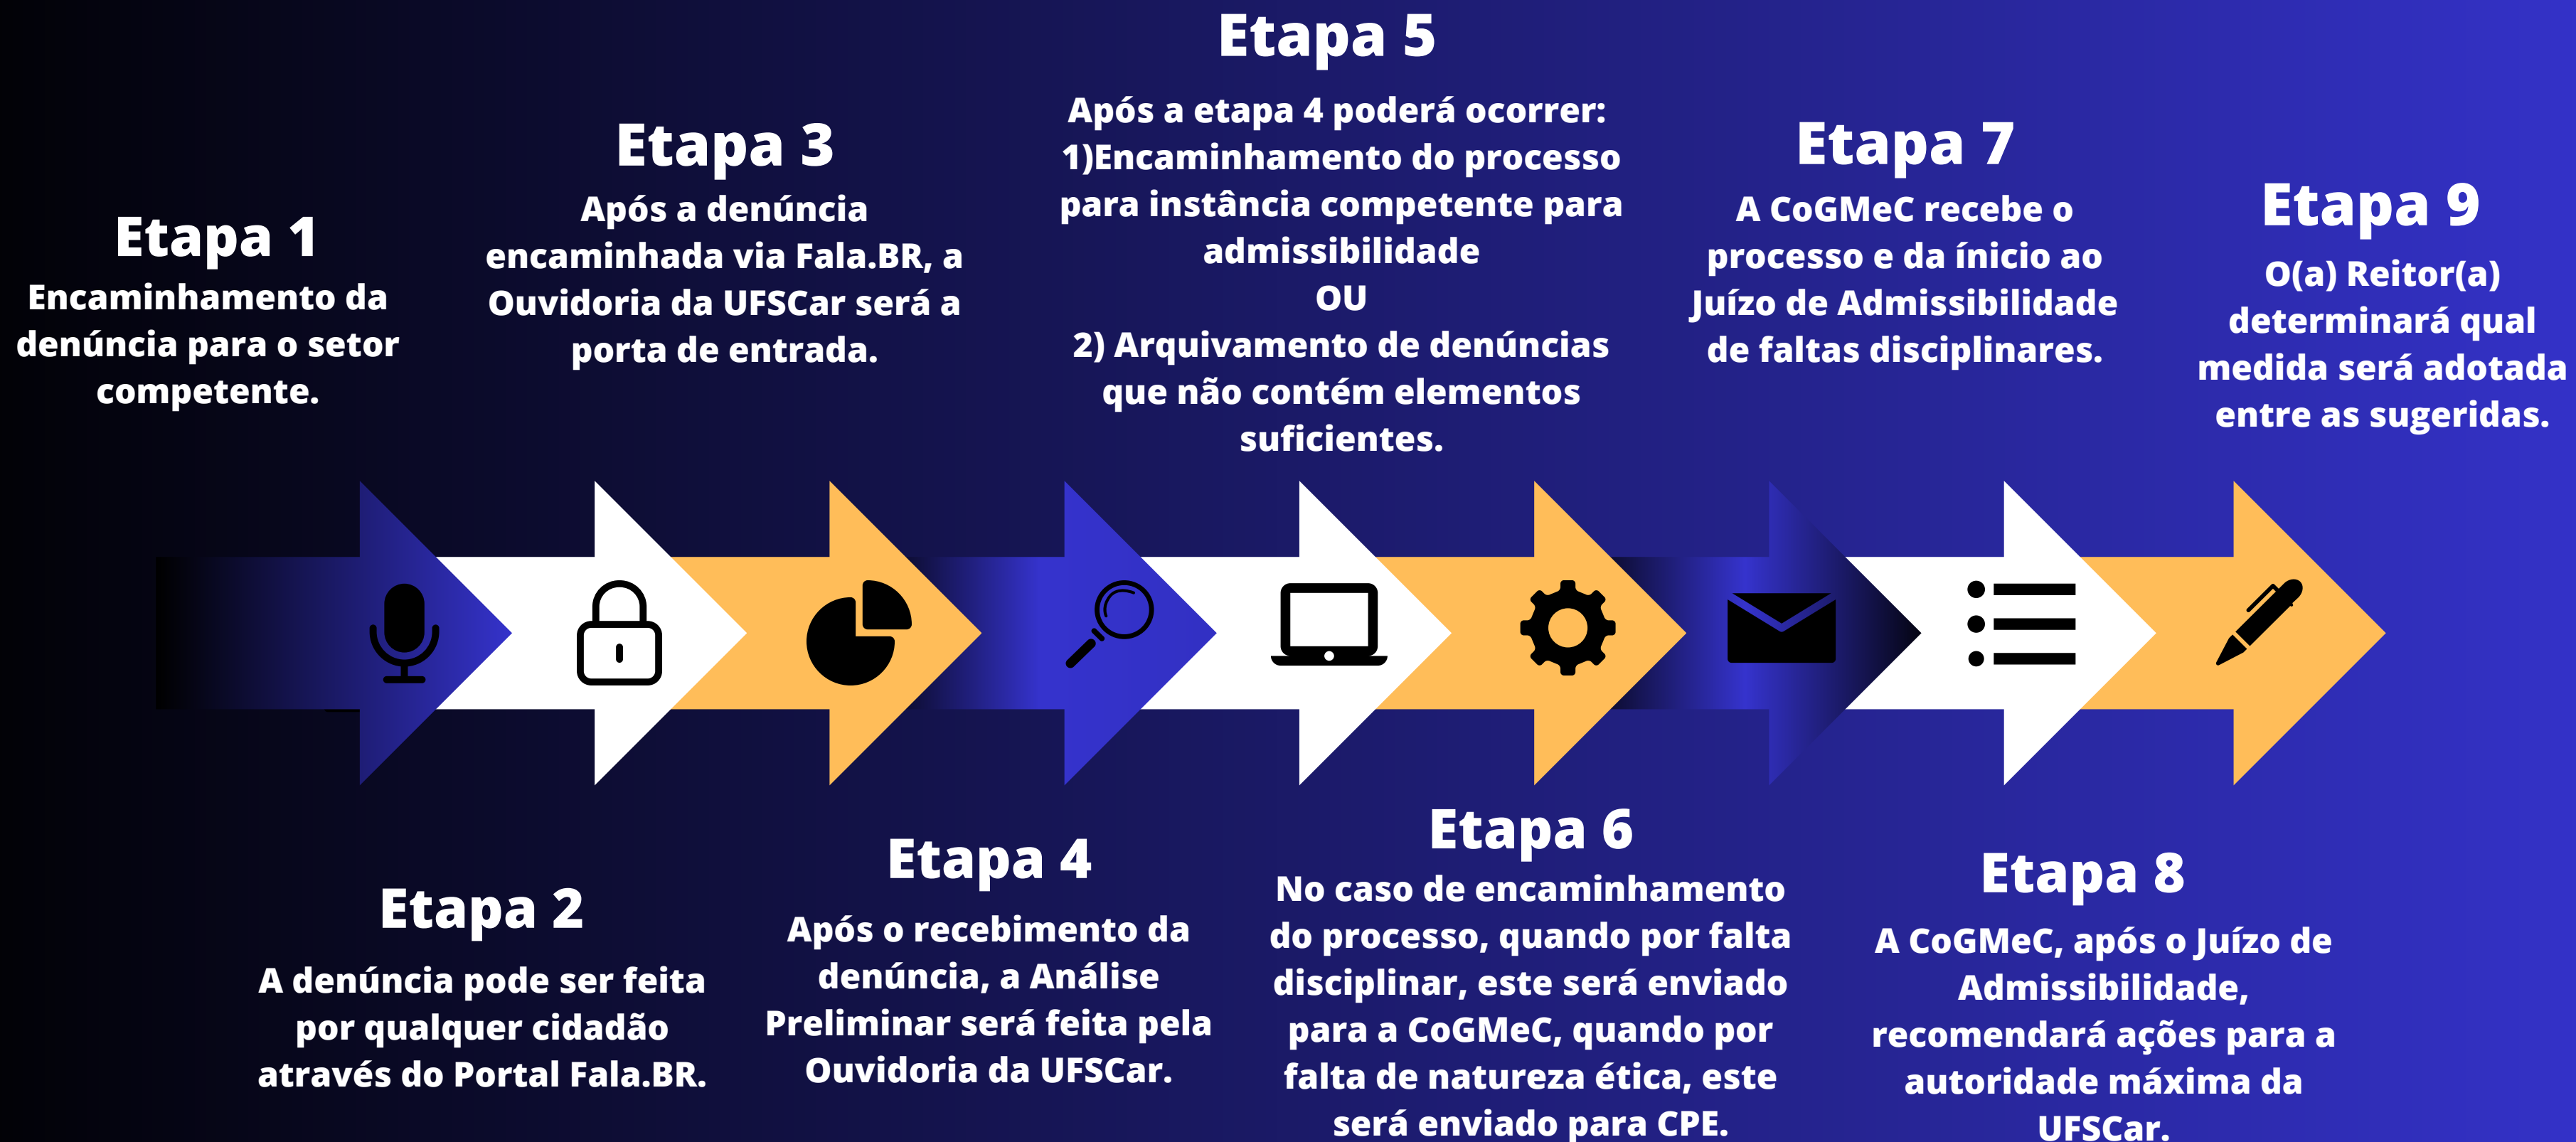 Etapa 1
Encaminhamento da
denúncia para o setor
competente.
Etapa 2
A denúncia pode ser feita
por qualquer cidadão
através do Portal Fala.BR.
Etapa 3
Após a denúncia
encaminhada via Fala.BR, a
Ouvidoria da UFSCar será a
porta de entrada.
Etapa 4
Após o recebimento da
denúncia, a Análise
Preliminar será feita pela
Ouvidoria da UFSCar.
Etapa 5
Após a etapa 4 poderá ocorrer:
1)Encaminhamento do processo
para instância competente para
admissibilidade
OU
2) Arquivamento de denúncias
que não contém elementos
suficientes.
Etapa 6
No caso de encaminhamento
do processo, quando por falta
disciplinar, este será enviado
para a CoGMeC, quando por
falta de natureza ética, este
será enviado para CPE.
Etapa 7
A CoGMeC recebe o
processo e da ínicio ao
Juízo de Admissibilidade
de faltas disciplinares.
Etapa 8
A CoGMeC, após o Juízo de
Admissibilidade,
recomendará ações para a
autoridade máxima da
UFSCar.
Etapa 9
O(a) Reitor(a)
determinará qual
medida será adotada
entre as sugeridas.